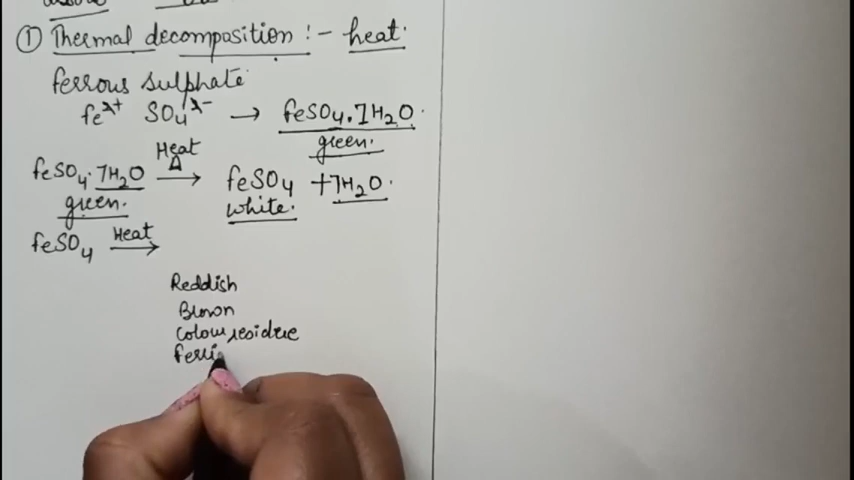 ① Thermal decomposition :- heat.
ferrous sulphate
fe²⁺ SO₄²⁻ → feSO₄.7H₂O.
green.
feSO₄.7H₂O Heat Δ → feSO₄ + 7H₂O.
green. white.
feSO₄ Heat →
Reddish
Brown
Colour residue
ferri